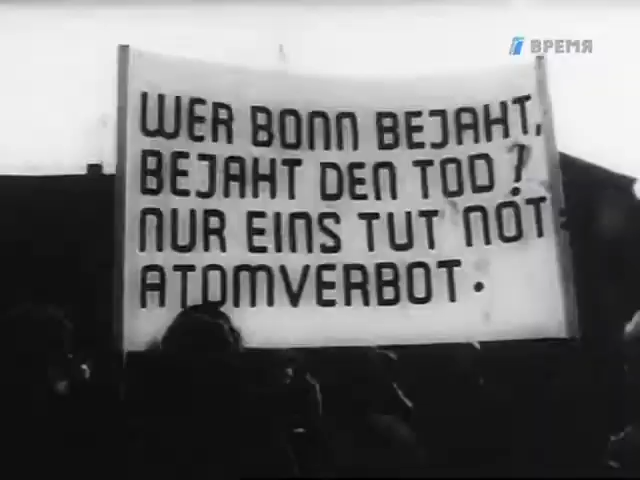 ВРЕМЯ
WER BONN BEJAHT,
BEJAHT DEN TOD?
NUR EINS TUT NOT
ATOMVERBOT.